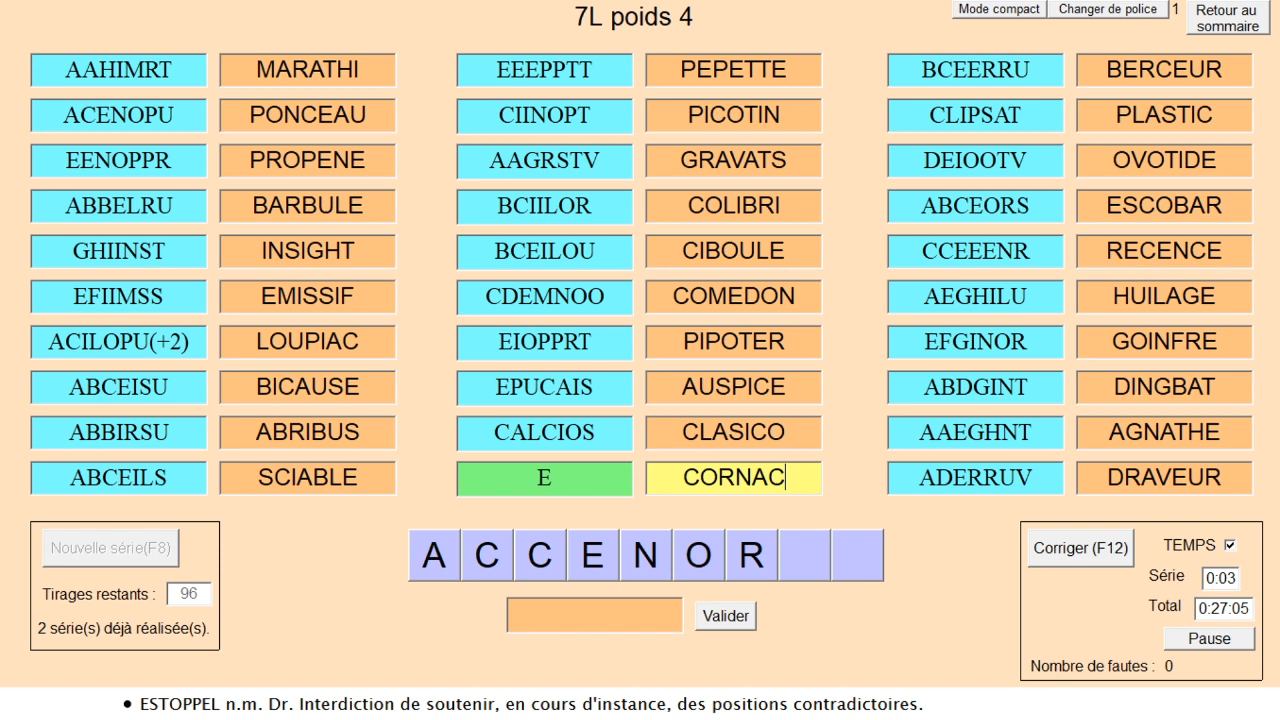 7L poids 4
Mode compact Changer de police 1 Retour au sommaire
AAHIMRT MARATHI EEEPPTT PEPETTE BCEERRU BERCEUR
ACENOPU PONCEAU CIINOPT PICOTIN CLIPSAT PLASTIC
EENOPPR PROPENE AAGRSTV GRAVATS DEIOOTV OVOTIDE
ABBELRU BARBULE BCIILOR COLIBRI ABCEORS ESCOBAR
GHIINST INSIGHT BCEILOU CIBOULE CCEEENR RECENCE
EFIIMSS EMISSIF CDEMNOO COMEDON AEGHILU HUILAGE
ACILOPU(+2) LOUPIAC EIOPPRT PIPOTER EFGINOR GOINFRE
ABCEISU BICAUSE EPUCAIS AUSPICE ABDGINT DINGBAT
ABBIRSU ABRIBUS CALCIOS CLASICO AAEGHNT AGNATHE
ABCEILS SCIABLE E CORNAC ADERRUV DRAVEUR
Nouvelle série(F8)
Tirages restants : 96
2 série(s) déjà réalisée(s).
A C C E N O R
Valider
Corriger (F12) TEMPS
Série 0:03
Total 0:27:05
Pause
Nombre de fautes : 0
• ESTOPPEL n.m. Dr. Interdiction de soutenir, en cours d'instance, des positions contradictoires.